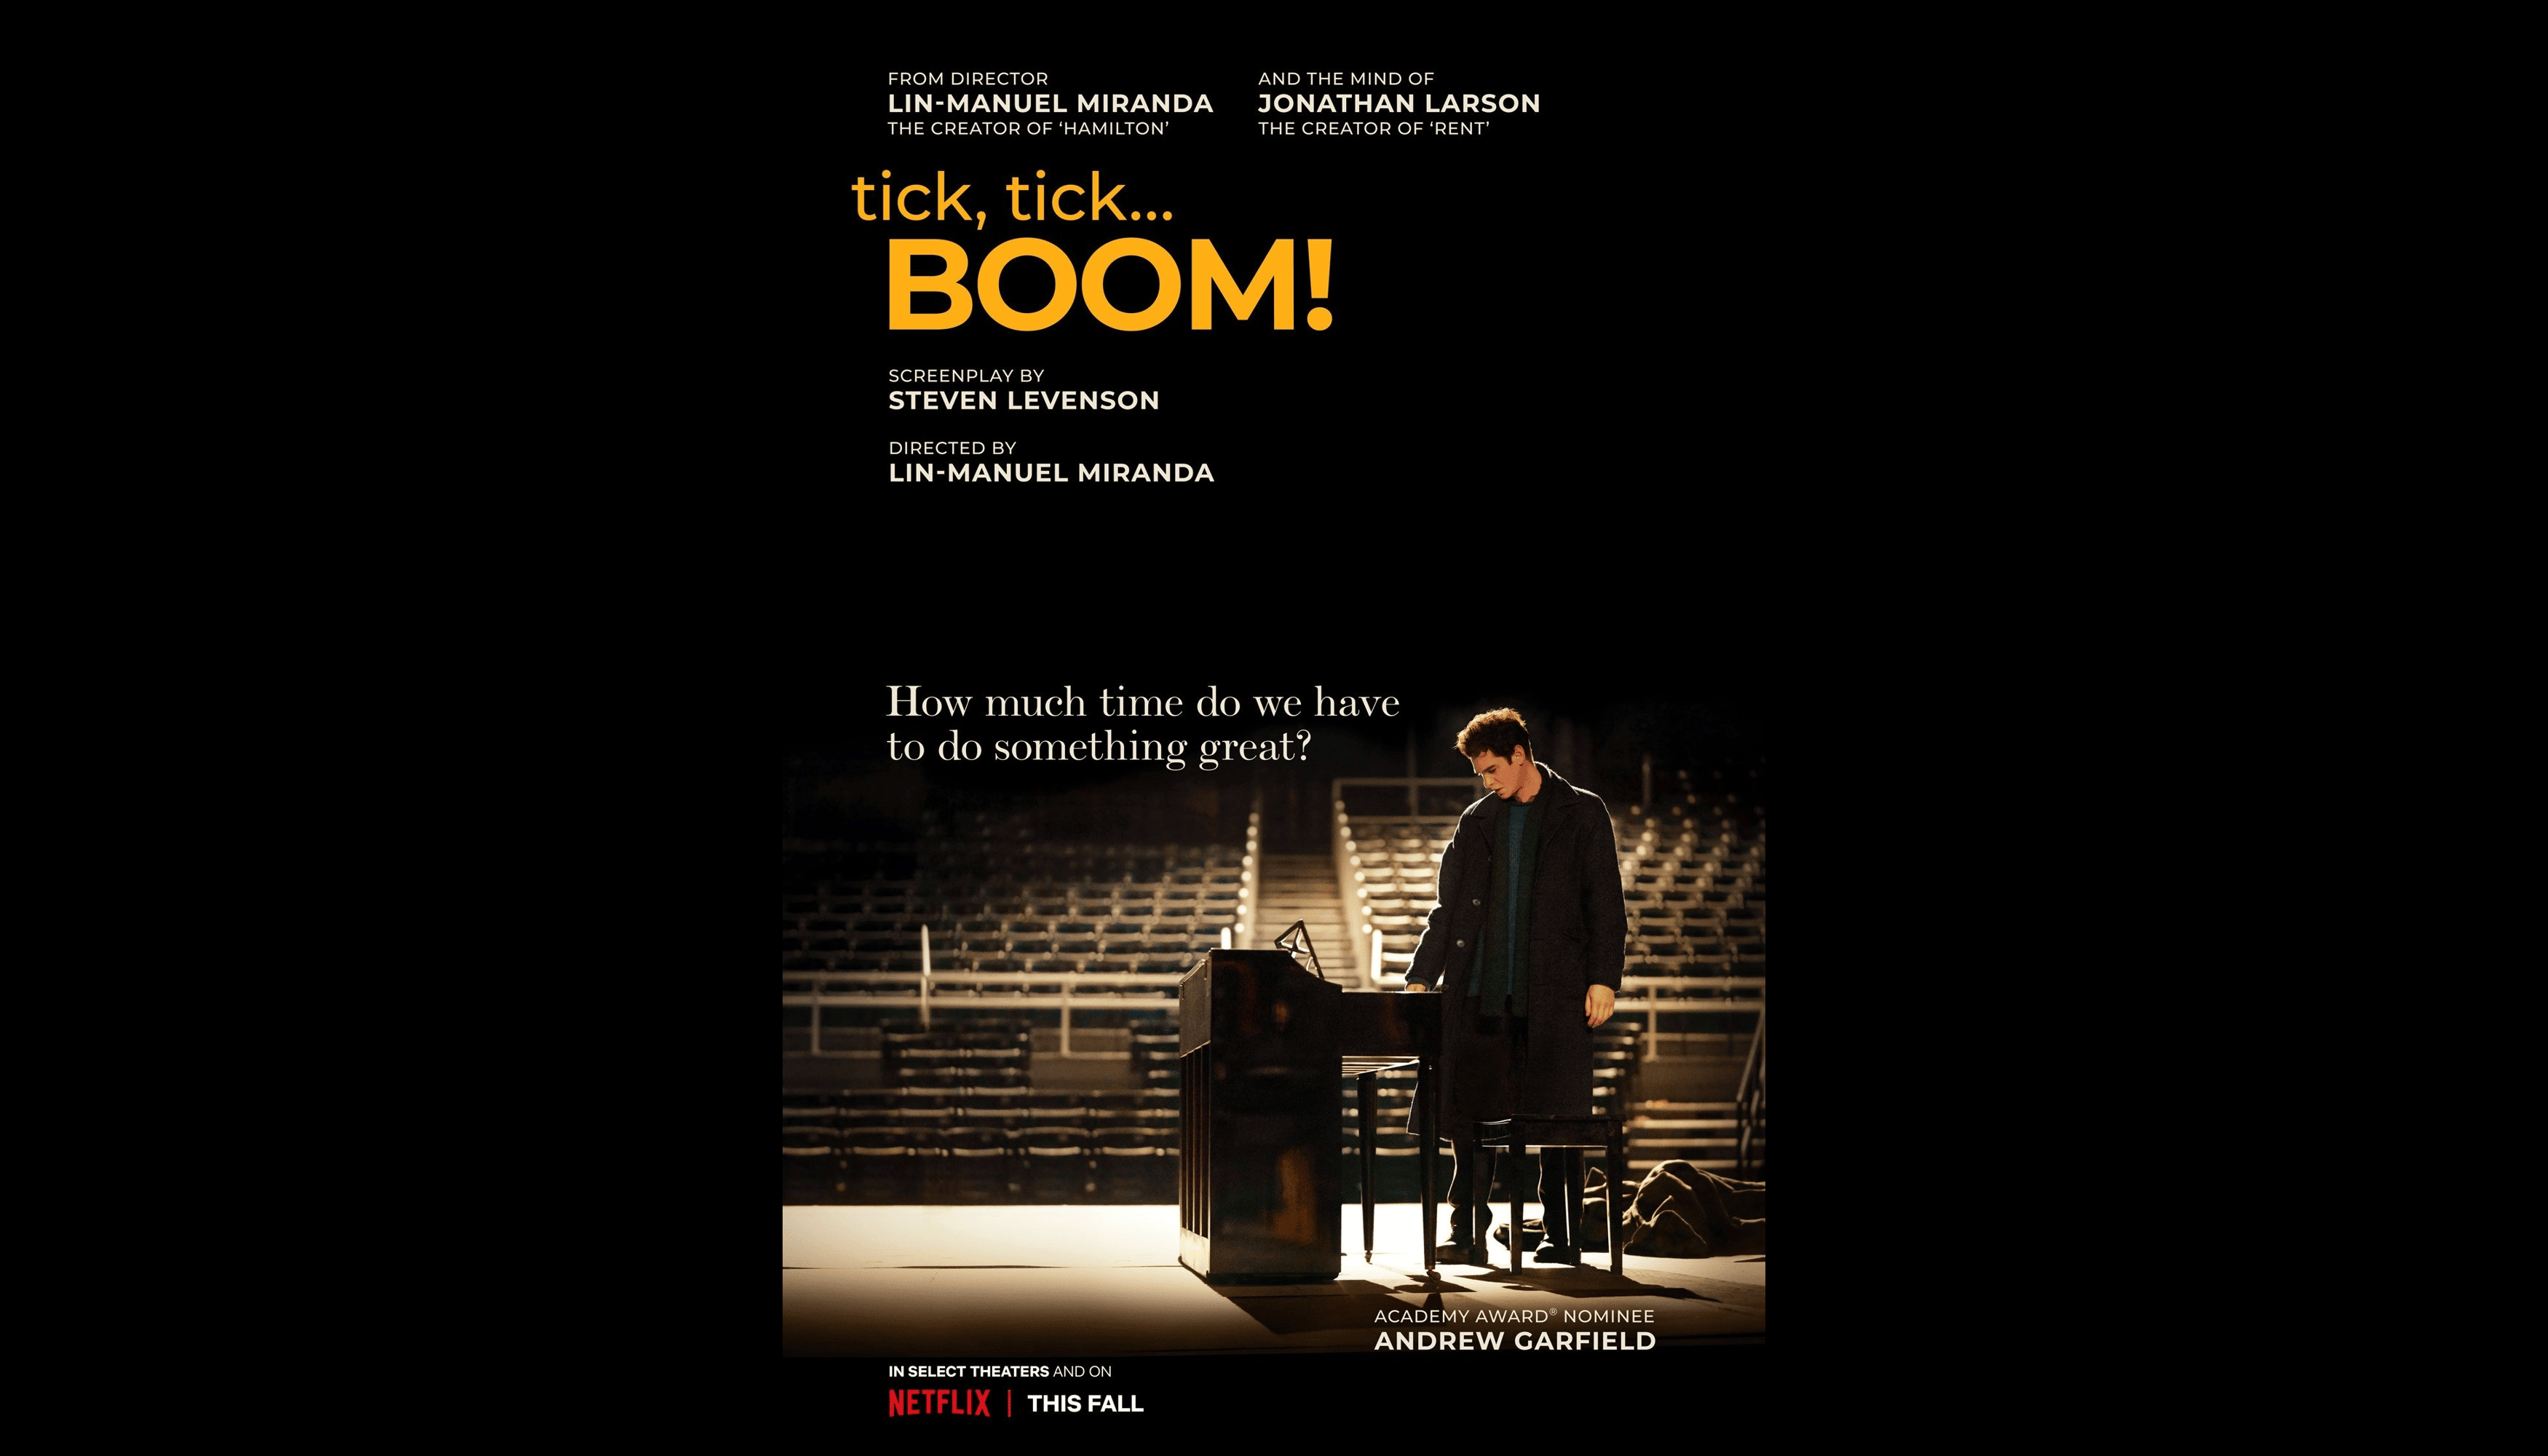 FROM DIRECTOR
LIN-MANUEL MIRANDA
THE CREATOR OF ‘HAMILTON’
AND THE MIND OF
JONATHAN LARSON
THE CREATOR OF ‘RENT’
tick, tick...
BOOM!
SCREENPLAY BY
STEVEN LEVENSON
DIRECTED BY
LIN-MANUEL MIRANDA
How much time do we have
to do something great?
ACADEMY AWARD® NOMINEE
ANDREW GARFIELD
IN SELECT THEATERS AND ON
NETFLIX | THIS FALL